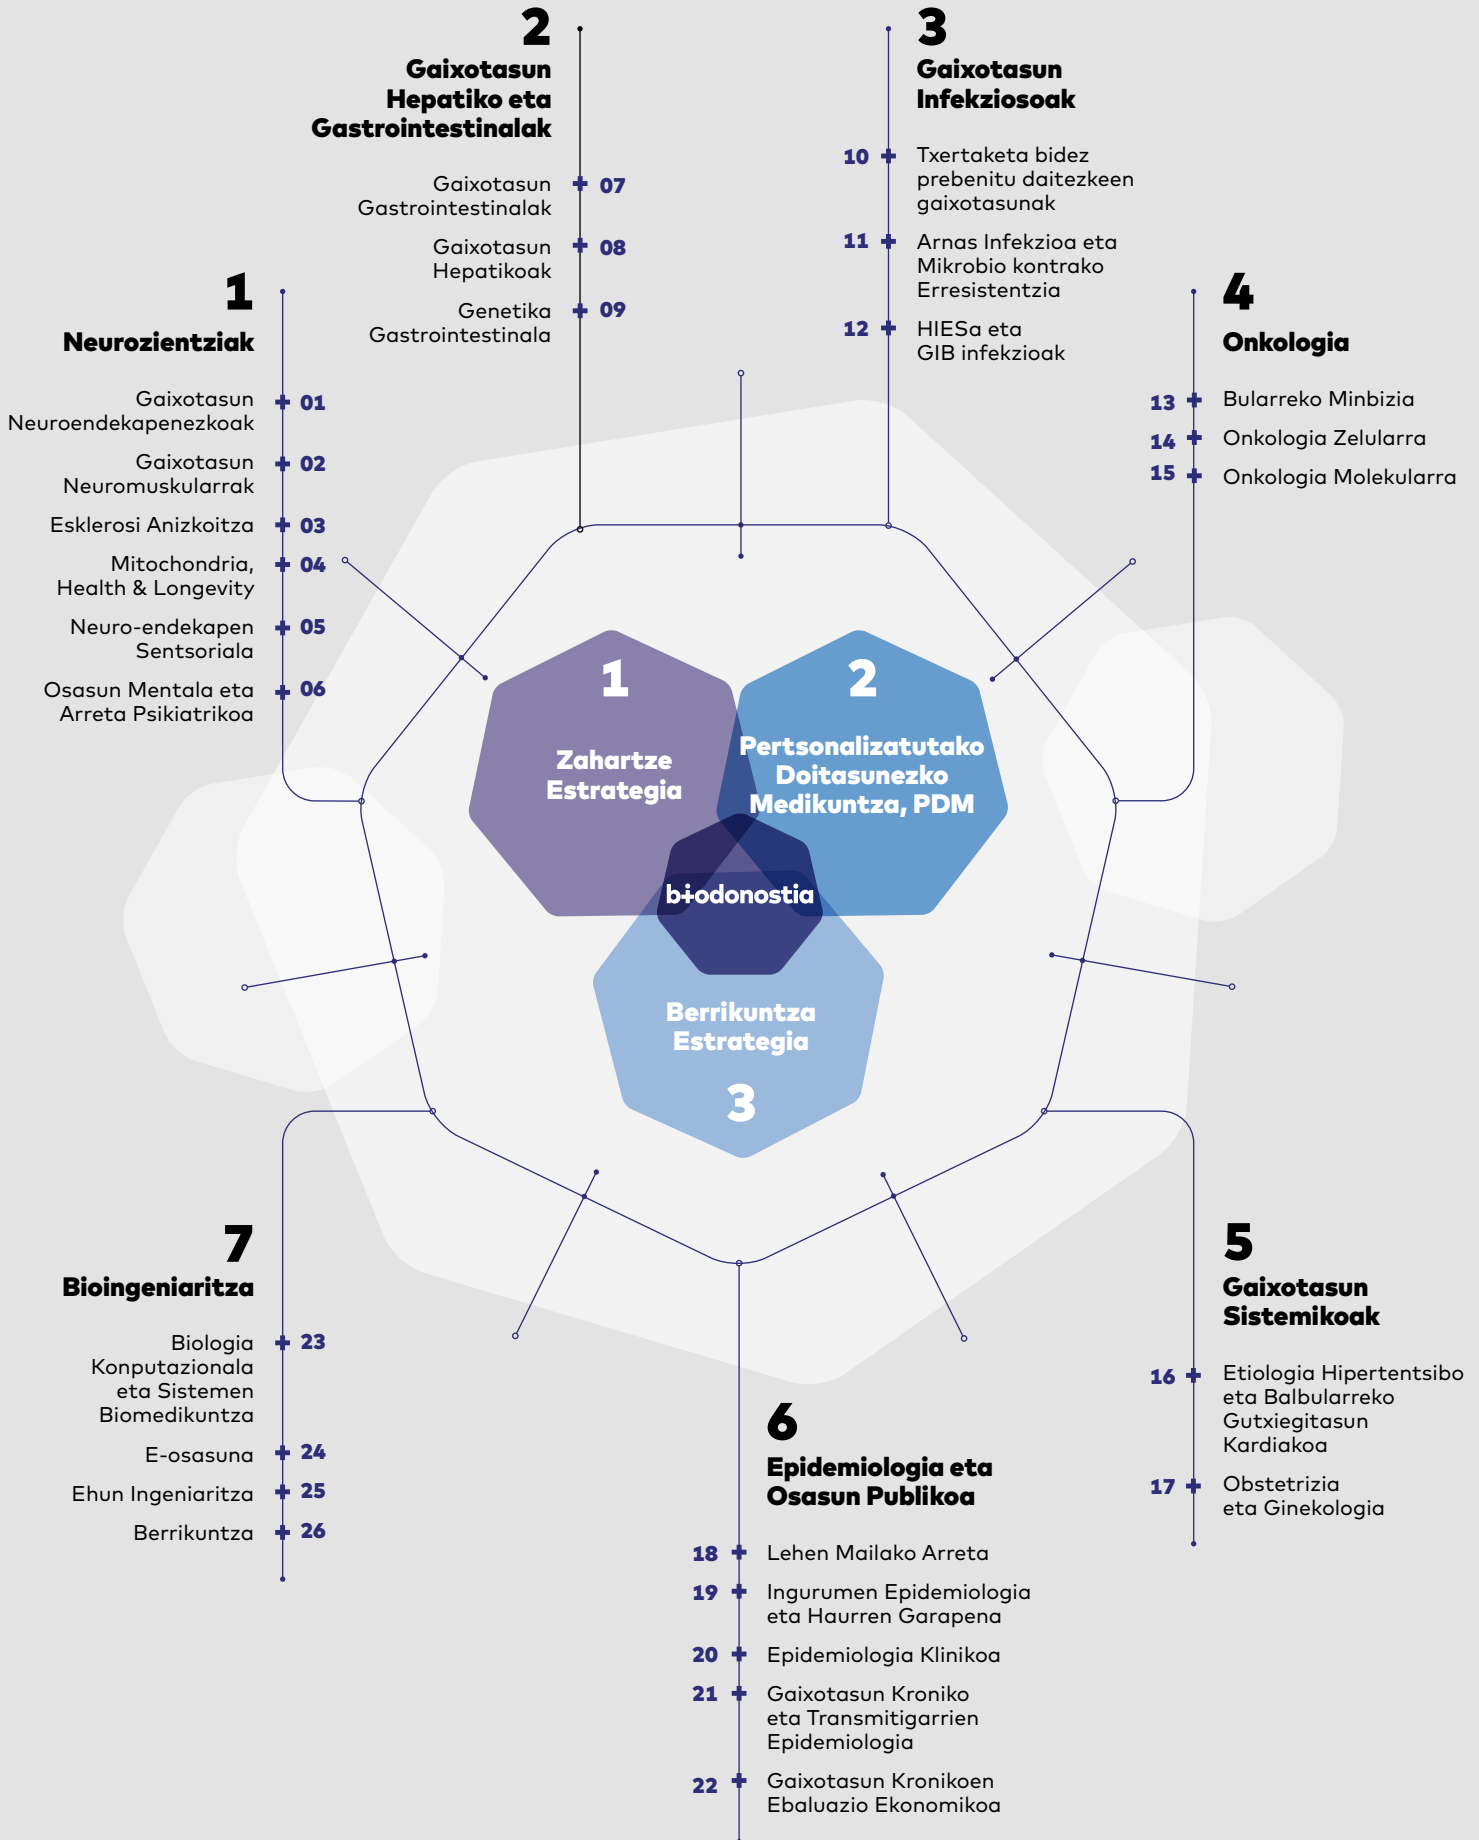 2
Gaixotasun
Hepatiko eta
Gastrointestinalak
Gaixotasun
Gastrointestinalak
07
Gaixotasun
Hepatikoak
08
Genetika
Gastrointestinala
09
3
Gaixotasun
Infekziosoak
10
Txertaketa bidez
prebenitu daitezkeen
gaixotasunak
11
Arnas Infekzioa eta
Mikrobio kontrako
Erresistentzia
12
HIESa eta
GIB infekzioak
1
Neurozientziak
Gaixotasun
Neuroendekapenezkoak
01
Gaixotasun
Neuromuskularrak
02
Esklerosi Anizkoitza
03
Mitochondria,
Health & Longevity
04
Neuro-endekapen
Sentsoriala
05
Osasun Mentala eta
Arreta Psikiatrikoa
06
4
Onkologia
13
Bularreko Minbizia
14
Onkologia Zelularra
15
Onkologia Molekularra
1
Zahartze
Estrategia
2
Pertsonalizatutako
Doitasunezko
Medikuntza, PDM
biodonostia
Berrikuntza
Estrategia
3
7
Bioingeniaritza
Biologia
Konputazionala
eta Sistemen
Biomedikuntza
23
E-osasuna
24
Ehun Ingeniaritza
25
Berrikuntza
26
5
Gaixotasun
Sistemikoak
16
Etiologia Hipertentsibo
eta Balbularreko
Gutxiegitasun
Kardiakoa
17
Obstetrizia
eta Ginekologia
6
Epidemiologia eta
Osasun Publikoa
18
Lehen Mailako Arreta
19
Ingurumen Epidemiologia
eta Haurren Garapena
20
Epidemiologia Klinikoa
21
Gaixotasun Kroniko
eta Transmitigarrien
Epidemiologia
22
Gaixotasun Kronikoen
Ebaluazio Ekonomikoa